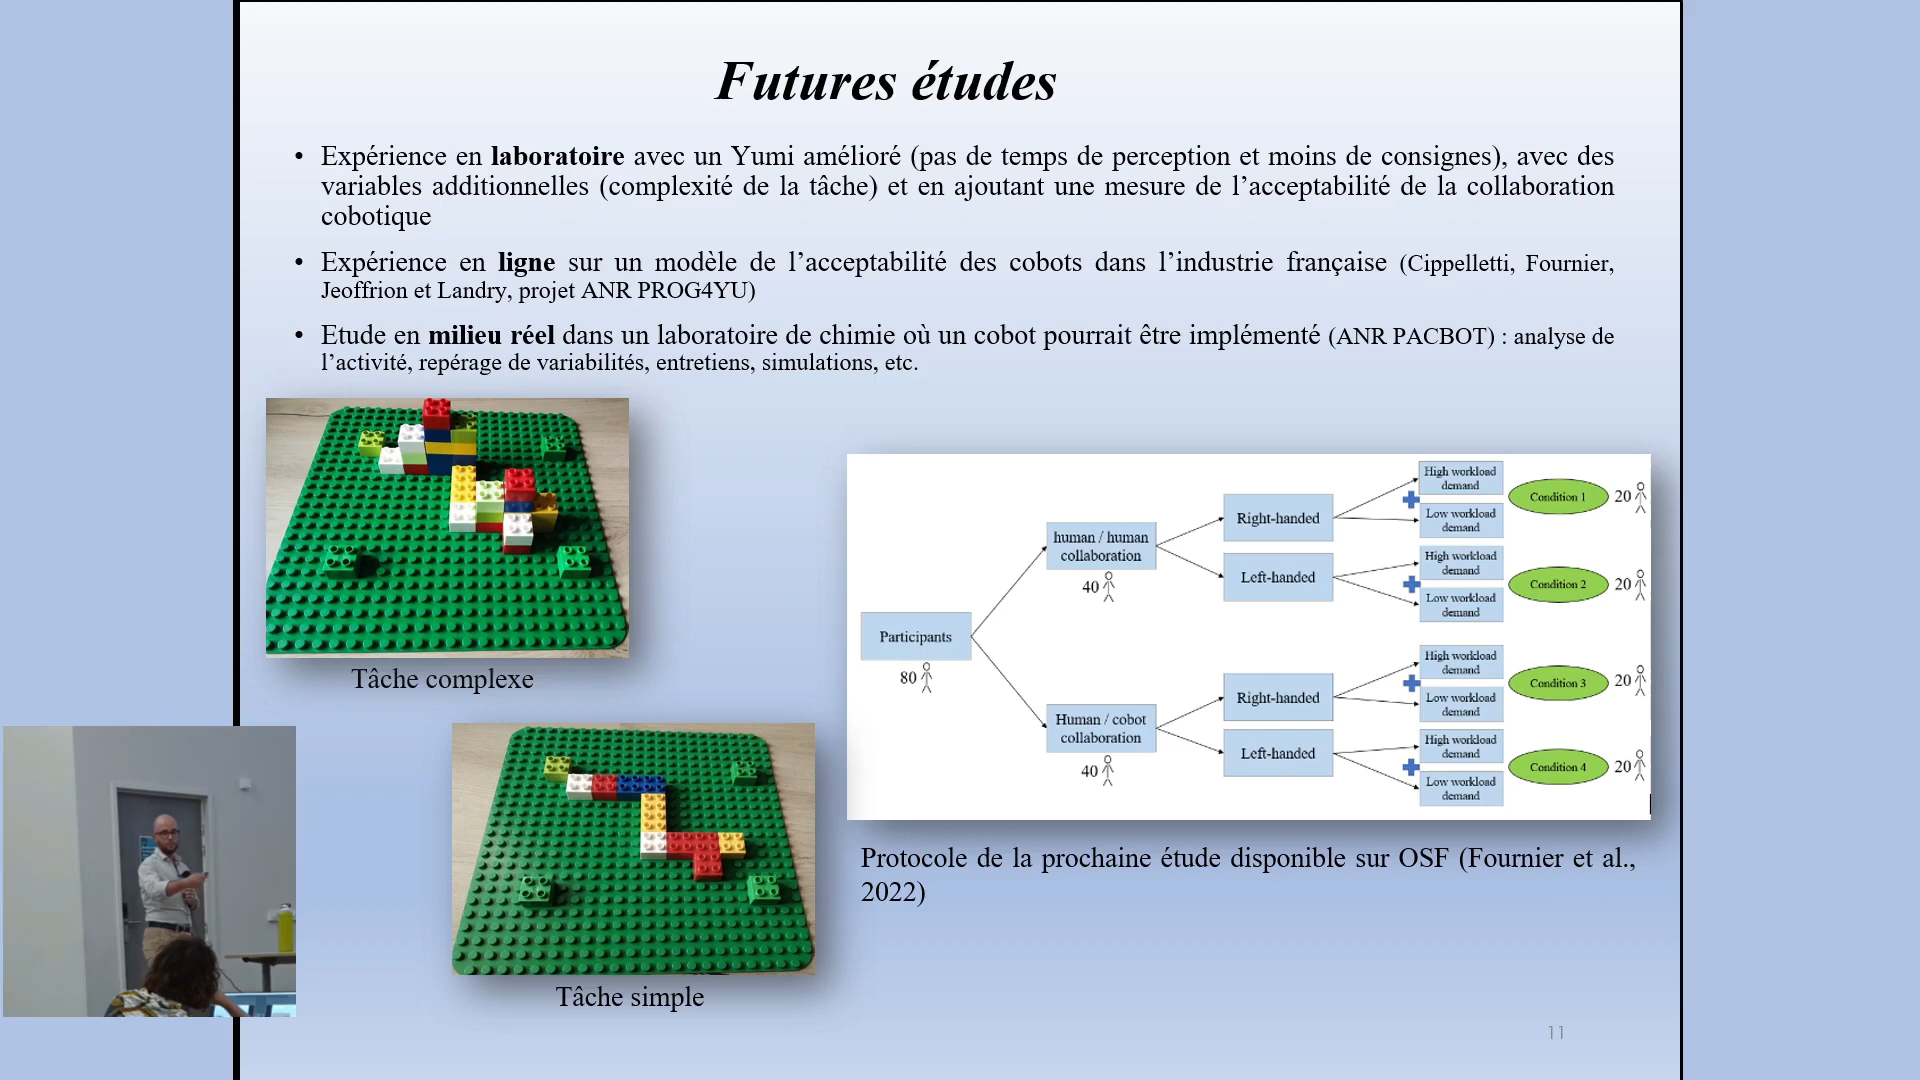 Futures études
• Expérience en laboratoire avec un Yumi amélioré (pas de temps de perception et moins de consignes), avec des
variables additionnelles (complexité de la tâche) et en ajoutant une mesure de l’acceptabilité de la collaboration
cobotique
• Expérience en ligne sur un modèle de l’acceptabilité des cobots dans l’industrie française (Cippelletti, Fournier,
Jeoffrion et Landry, projet ANR PROG4YU)
• Etude en milieu réel dans un laboratoire de chimie où un cobot pourrait être implémenté (ANR PACBOT) : analyse de
l’activité, repérage de variabilités, entretiens, simulations, etc.
Tâche complexe
Tâche simple
Participants
80
human / human
collaboration
40
Human / cobot
collaboration
40
Right-handed
Left-handed
Right-handed
Left-handed
High workload
demand
Low workload
demand
Condition 1
20
High workload
demand
Low workload
demand
Condition 2
20
High workload
demand
Low workload
demand
Condition 3
20
High workload
demand
Low workload
demand
Condition 4
20
Protocole de la prochaine étude disponible sur OSF (Fournier et al.,
2022)
11